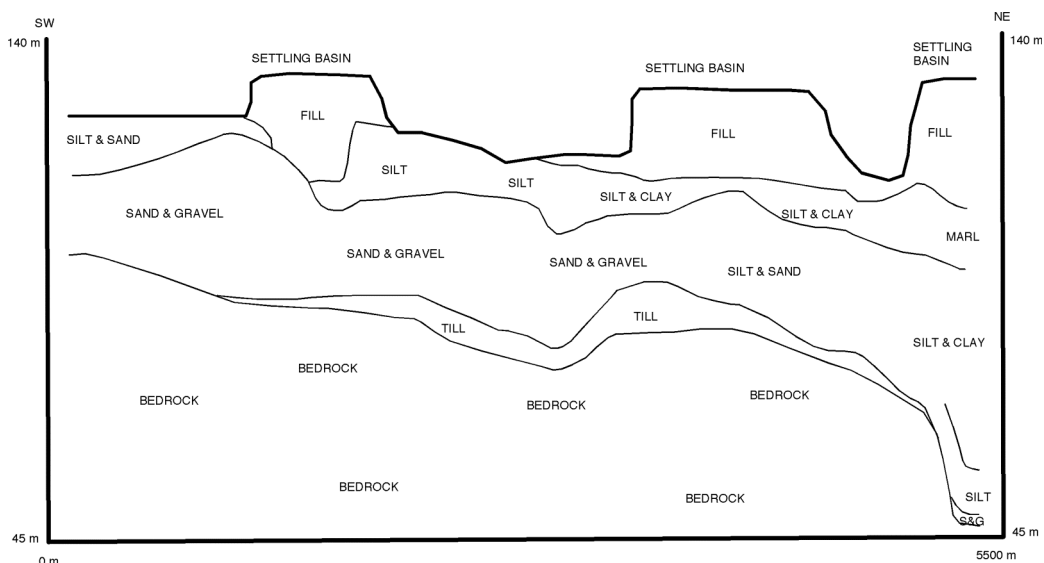 SW
NE
140 m
140 m
SETTLING BASIN
SETTLING BASIN
SETTLING
BASIN
FILL
FILL
FILL
SILT & SAND
SILT
SILT
SILT & CLAY
SILT & CLAY
SAND & GRAVEL
MARL
SAND & GRAVEL
SAND & GRAVEL
SILT & SAND
TILL
TILL
SILT & CLAY
BEDROCK
BEDROCK
BEDROCK
BEDROCK
BEDROCK
BEDROCK
SILT
S&G
45 m
45 m
0 m
5500 m